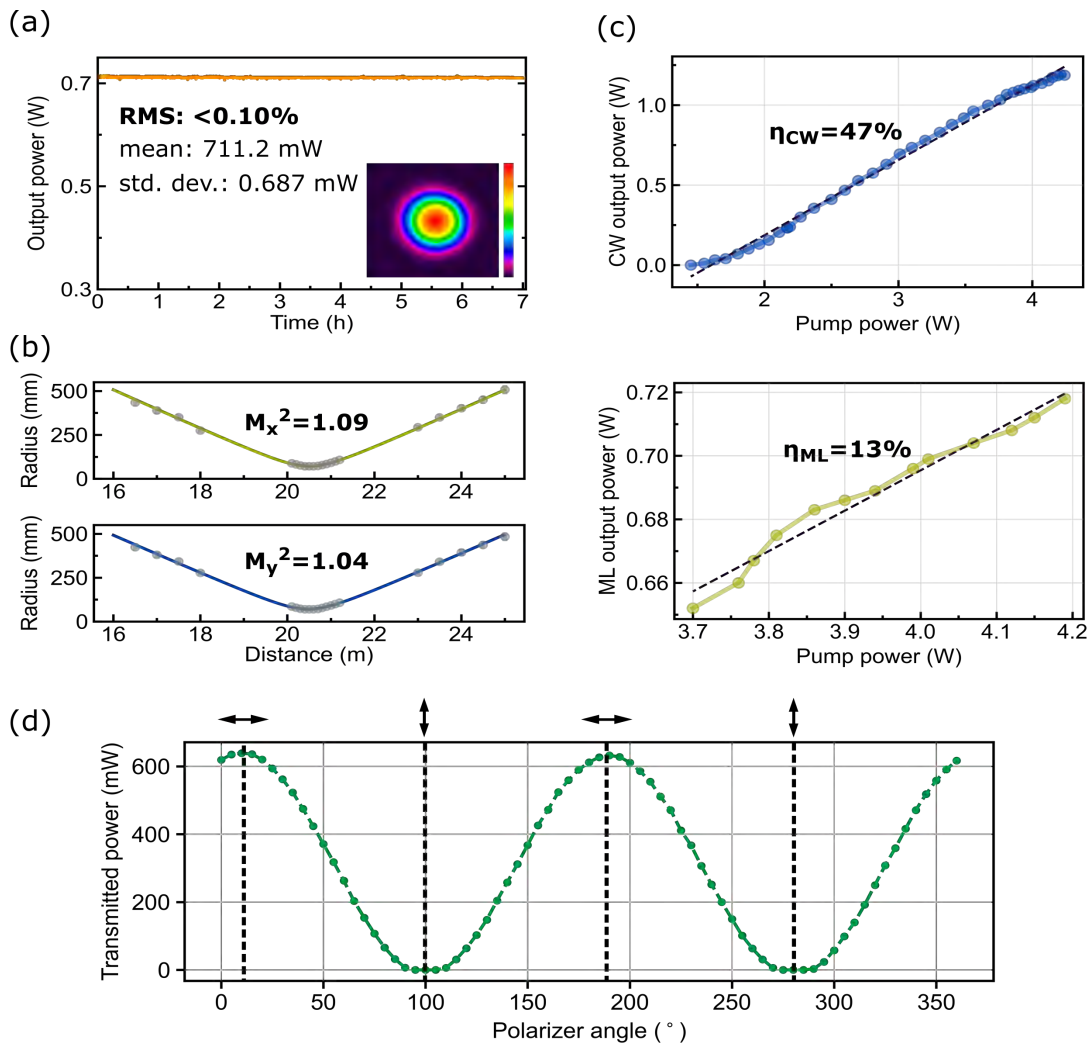 (a)
0.7
0.5
0.3
Output power (W)
RMS: <0.10%
mean: 711.2 mW
std. dev.: 0.687 mW
0 1 2 3 4 5 6 7
Time (h)
(c)
1.0
0.5
0.0
CW output power (W)
ηCW=47%
2 3 4
Pump power (W)
(b)
500
250
0
Radius (mm)
Mx²=1.09
16 18 20 22 24
500
250
0
Radius (mm)
My²=1.04
16 18 20 22 24
Distance (m)
0.72
0.70
0.68
0.66
ML output power (W)
ηML=13%
3.7 3.8 3.9 4.0 4.1 4.2
Pump power (W)
(d)
600
400
200
0
Transmitted power (mW)
0 50 100 150 200 250 300 350
Polarizer angle (°)